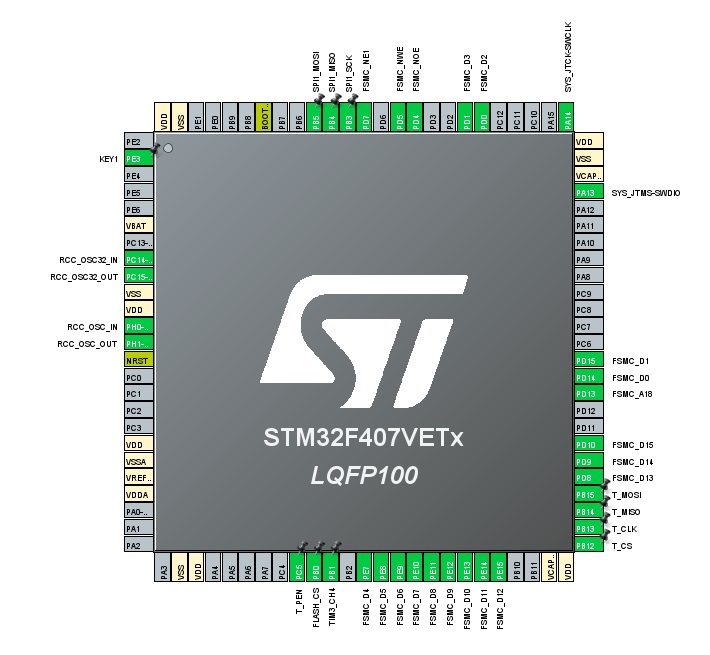 SPI1_MOSI
SPI1_MISO
SPI1_SCK
FSMC_NE1
FSMC_NWE
FSMC_NOE
FSMC_D3
FSMC_D2
SYS_JTCK-SWCLK
VDD
VSS
PE1
PE0
PB9
PB8
BOOT..
PB7
PB6
PB5
PB4
PB3
PD7
PD6
PD5
PD4
PD3
PD2
PD1
PD0
PC12
PC11
PC10
PA15
PA14
PE2
KEY1 PE3
PE4
PE5
PE6
VBAT
PC13-..
RCC_OSC32_IN PC14-..
RCC_OSC32_OUT PC15-..
VSS
VDD
RCC_OSC_IN PH0-..
RCC_OSC_OUT PH1-..
NRST
PC0
PC1
PC2
PC3
VDD
VSSA
VREF..
VDDA
PA0-..
PA1
PA2
ST
STM32F407VETx
LQFP100
VDD
VSS
VCAP..
PA13 SYS_JTMS-SWDIO
PA12
PA11
PA10
PA9
PA8
PC9
PC8
PC7
PC6
PD15 FSMC_D1
PD14 FSMC_D0
PD13 FSMC_A18
PD12
PD11
PD10 FSMC_D15
PD9 FSMC_D14
PD8 FSMC_D13
PB15 T_MOSI
PB14 T_MISO
PB13 T_CLK
PB12 T_CS
PA3
VSS
VDD
PA4
PA5
PA6
PA7
PC4
PC5
PB0
PB1
PB2
PE7
PE8
PE9
PE10
PE11
PE12
PE13
PE14
PE15
PB10
PB11
VCAP..
VDD
T_PEN
FLASH_CS
TIM3_CH4
FSMC_D4
FSMC_D5
FSMC_D6
FSMC_D7
FSMC_D8
FSMC_D9
FSMC_D10
FSMC_D11
FSMC_D12